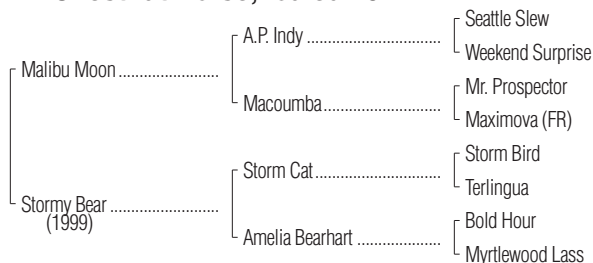 Seattle Slew
A.P. Indy
Weekend Surprise
Malibu Moon
Mr. Prospector
Macoumba
Maximova (FR)
Storm Bird
Storm Cat
Terlingua
Stormy Bear
(1999)
Bold Hour
Amelia Bearhart
Myrtlewood Lass